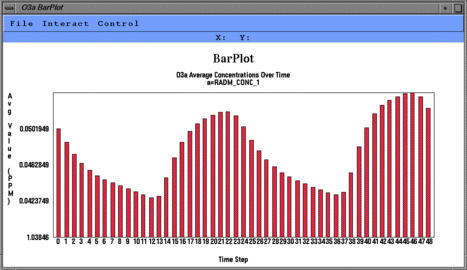 O3a BarPlot
File Interact Control
X: Y:
BarPlot
O3a Average Concentrations Over Time
a=RADM_CONC_1
Avg Value (PPM)
0.0501949
0.0462849
0.0423749
1.03846
0 1 2 3 4 5 6 7 8 9 10 11 12 13 14 15 16 17 18 19 20 21 22 23 24 25 26 27 28 29 30 31 32 33 34 35 36 37 38 39 40 41 42 43 44 45 46 47 48
Time Step